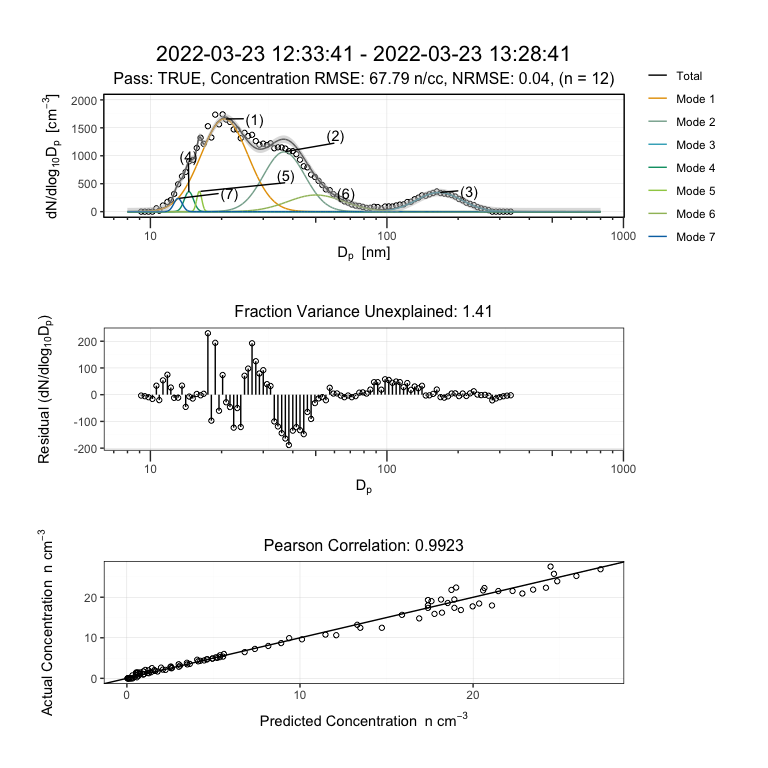 2022-03-23 12:33:41 - 2022-03-23 13:28:41
Pass: TRUE, Concentration RMSE: 67.79 n/cc, NRMSE: 0.04, (n = 12)
dN/dlog₁₀Dₚ [cm⁻³]
2000
1500
1000
500
0
(1)
(2)
(4)
(5)
(7)
(6)
(3)
10
100
1000
Dₚ [nm]
Total
Mode 1
Mode 2
Mode 3
Mode 4
Mode 5
Mode 6
Mode 7
Fraction Variance Unexplained: 1.41
Residual (dN/dlog₁₀Dₚ)
200
100
0
-100
-200
10
100
1000
Dₚ
Pearson Correlation: 0.9923
Actual Concentration n cm⁻³
20
10
0
0
10
20
Predicted Concentration n cm⁻³